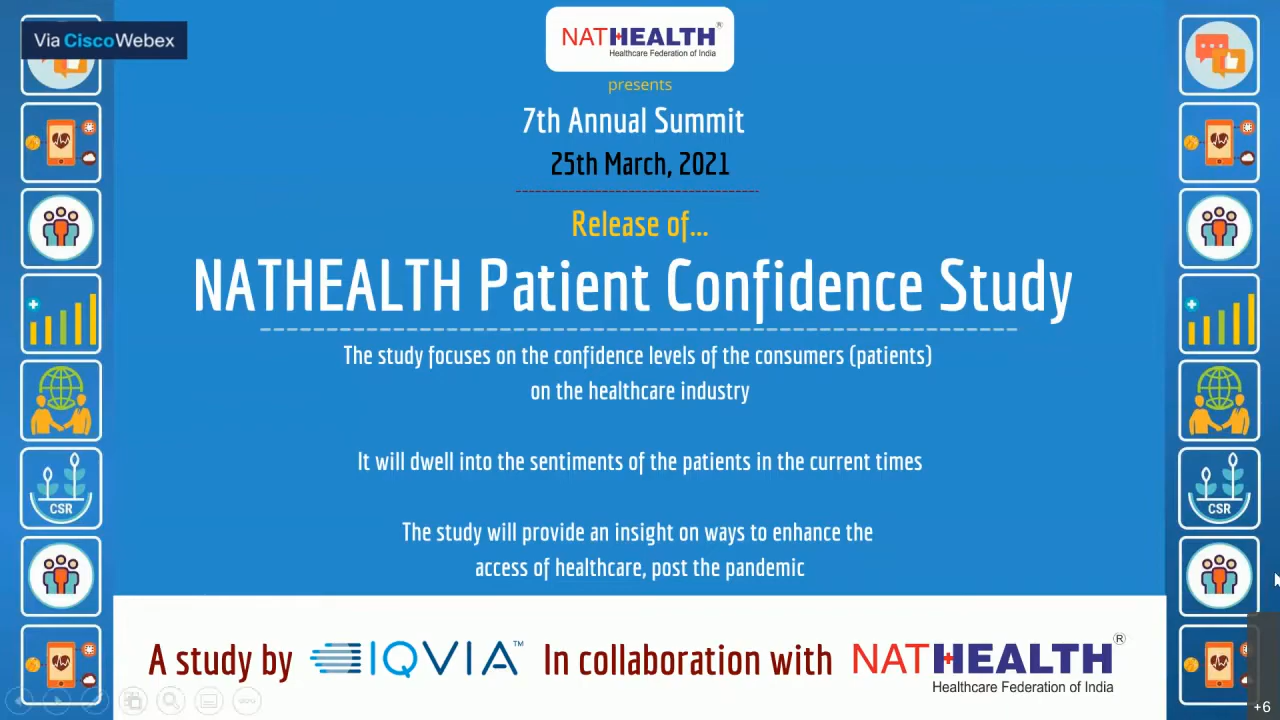 Via CiscoWebex
NATHEALTH®
Healthcare Federation of India
presents
7th Annual Summit
25th March, 2021
Release of...
NATHEALTH Patient Confidence Study
The study focuses on the confidence levels of the consumers (patients)
on the healthcare industry
It will dwell into the sentiments of the patients in the current times
The study will provide an insight on ways to enhance the
access of healthcare, post the pandemic
CSR
CSR
A study by IQVIA™ In collaboration with NATHEALTH®
Healthcare Federation of India
+6